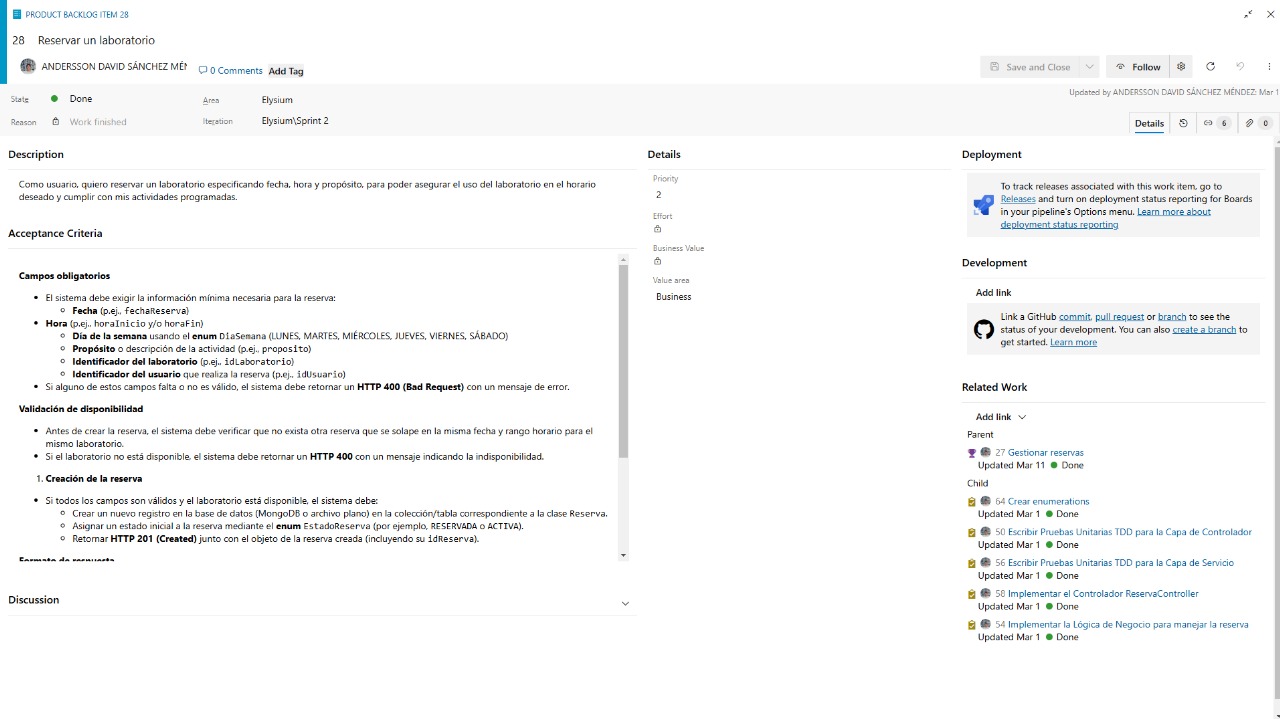 PRODUCT BACKLOG ITEM 28
28 Reservar un laboratorio
ANDERSSON DAVID SÁNCHEZ MÉN
0 Comments
Add Tag
Save and Close
Follow
State
Done
Area
Elysium
Updated by ANDERSSON DAVID SÁNCHEZ MÉNDEZ: Mar 1
Reason
Work finished
Iteration
Elysium\Sprint 2
Details
6
0
Description
Como usuario, quiero reservar un laboratorio especificando fecha, hora y propósito, para poder asegurar el uso del laboratorio en el horario
deseado y cumplir con mis actividades programadas.
Acceptance Criteria
Campos obligatorios
• El sistema debe exigir la información mínima necesaria para la reserva:
○ Fecha (p.ej., fechaReserva)
• Hora (p.ej., horaInicio y/o horaFin)
○ Día de la semana usando el enum DiaSemana (LUNES, MARTES, MIÉRCOLES, JUEVES, VIERNES, SÁBADO)
○ Propósito o descripción de la actividad (p.ej., proposito)
○ Identificador del laboratorio (p.ej., idLaboratorio)
○ Identificador del usuario que realiza la reserva (p.ej., idUsuario)
• Si alguno de estos campos falta o no es válido, el sistema debe retornar un HTTP 400 (Bad Request) con un mensaje de error.
Validación de disponibilidad
• Antes de crear la reserva, el sistema debe verificar que no exista otra reserva que se solape en la misma fecha y rango horario para el
mismo laboratorio.
• Si el laboratorio no está disponible, el sistema debe retornar un HTTP 400 con un mensaje indicando la indisponibilidad.
1. Creación de la reserva
• Si todos los campos son válidos y el laboratorio está disponible, el sistema debe:
○ Crear un nuevo registro en la base de datos (MongoDB o archivo plano) en la colección/tabla correspondiente a la clase Reserva.
○ Asignar un estado inicial a la reserva mediante el enum EstadoReserva (por ejemplo, RESERVADA o ACTIVA).
○ Retornar HTTP 201 (Created) junto con el objeto de la reserva creada (incluyendo su idReserva).
Formato de respuesta
Discussion
Details
Priority
2
Effort
Business Value
Value area
Business
Deployment
To track releases associated with this work item, go to
Releases and turn on deployment status reporting for Boards
in your pipeline's Options menu. Learn more about
deployment status reporting
Development
Add link
Link a GitHub commit, pull request or branch to see the
status of your development. You can also create a branch to
get started. Learn more
Related Work
Add link
Parent
27 Gestionar reservas
Updated Mar 11 Done
Child
64 Crear enumerations
Updated Mar 1 Done
50 Escribir Pruebas Unitarias TDD para la Capa de Controlador
Updated Mar 1 Done
56 Escribir Pruebas Unitarias TDD para la Capa de Servicio
Updated Mar 1 Done
58 Implementar el Controlador ReservaController
Updated Mar 1 Done
54 Implementar la Lógica de Negocio para manejar la reserva
Updated Mar 1 Done